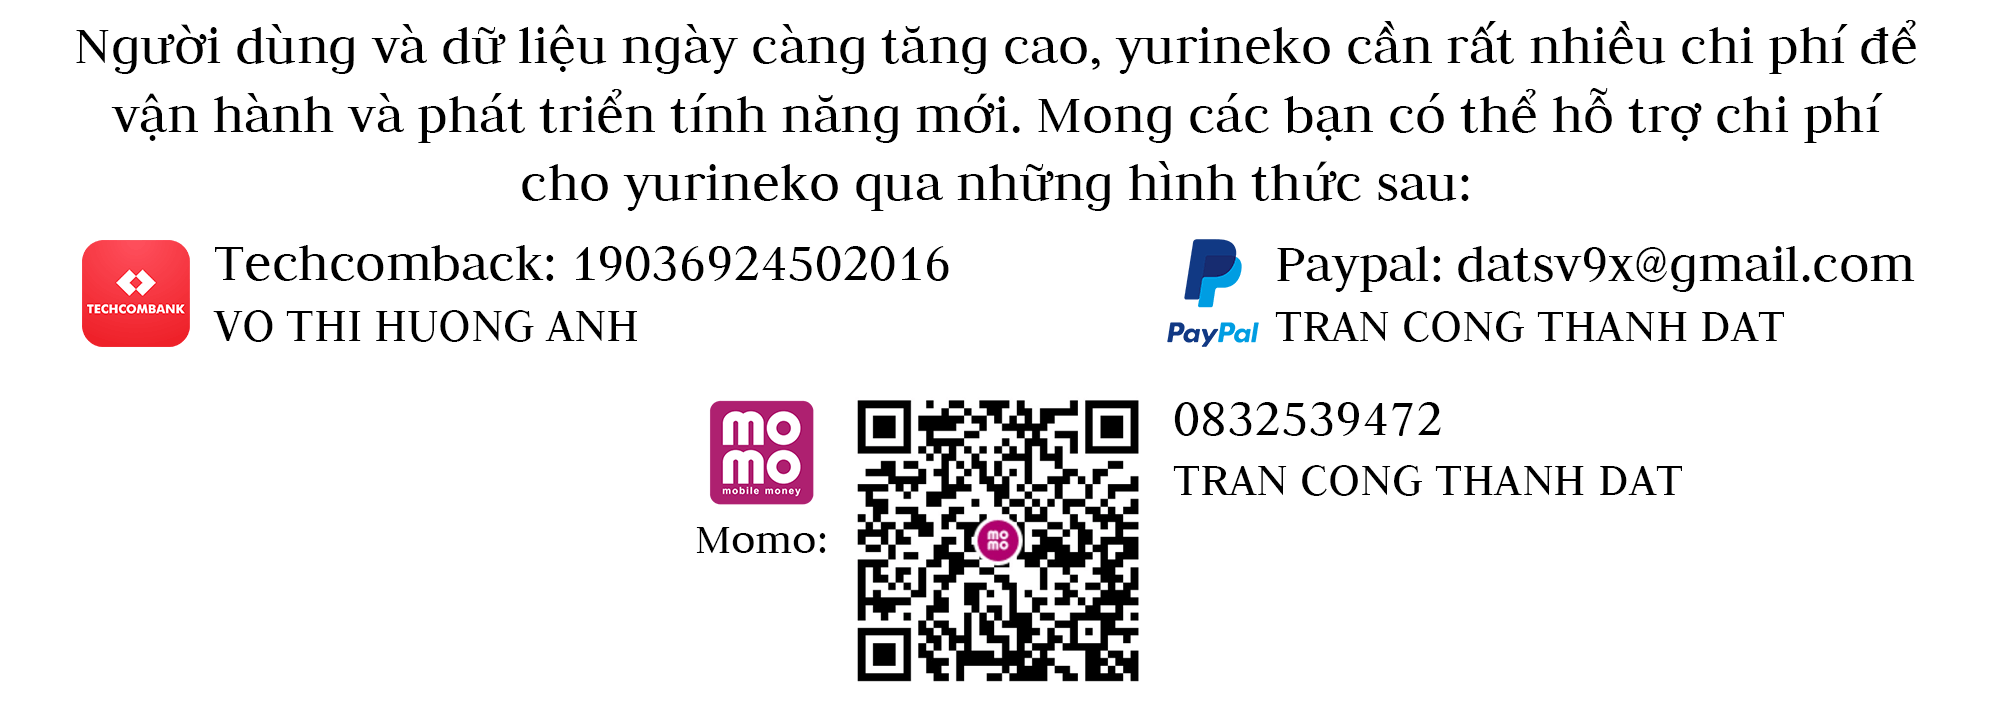 Người dùng và dữ liệu ngày càng tăng cao, yurineko cần rất nhiều chi phí để
vận hành và phát triển tính năng mới. Mong các bạn có thể hỗ trợ chi phí
cho yurineko qua những hình thức sau:
TECHCOMBANK
Techcomback: 19036924502016
VO THI HUONG ANH
PayPal
Paypal: datsv9x@gmail.com
TRAN CONG THANH DAT
mo
mo
mobile money
Momo:
mo
mo
0832539472
TRAN CONG THANH DAT